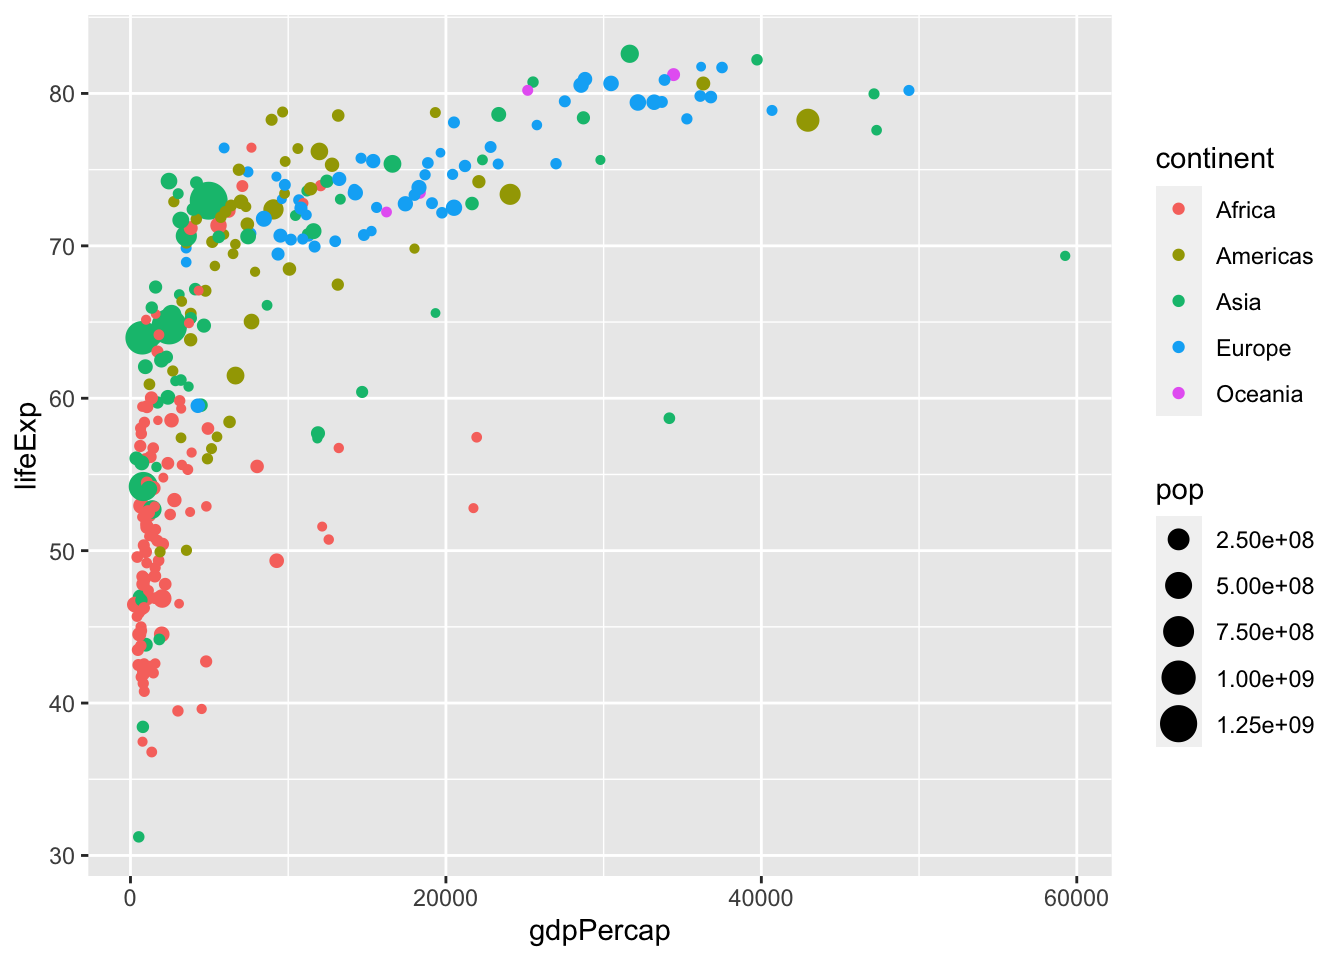 lifeExp
80
70
60
50
40
30
0
20000
40000
60000
gdpPercap
continent
Africa
Americas
Asia
Europe
Oceania
pop
2.50e+08
5.00e+08
7.50e+08
1.00e+09
1.25e+09